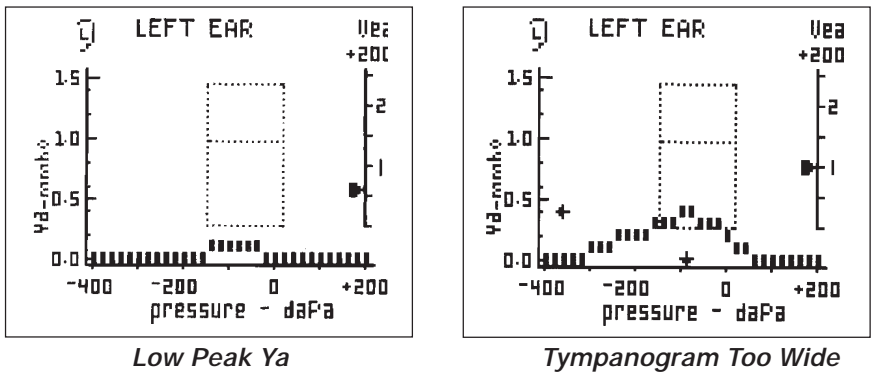 L LEFT EAR Vea
+200
1.5
2
1.0
1
0.5
0.0
Ya-mmho
-400 -200 0 +200
pressure - daPa
Low Peak Ya
L LEFT EAR Vea
+200
1.5
2
1.0
1
0.5
0.0
Ya-mmho
-400 -200 0 +200
pressure - daPa
Tympanogram Too Wide